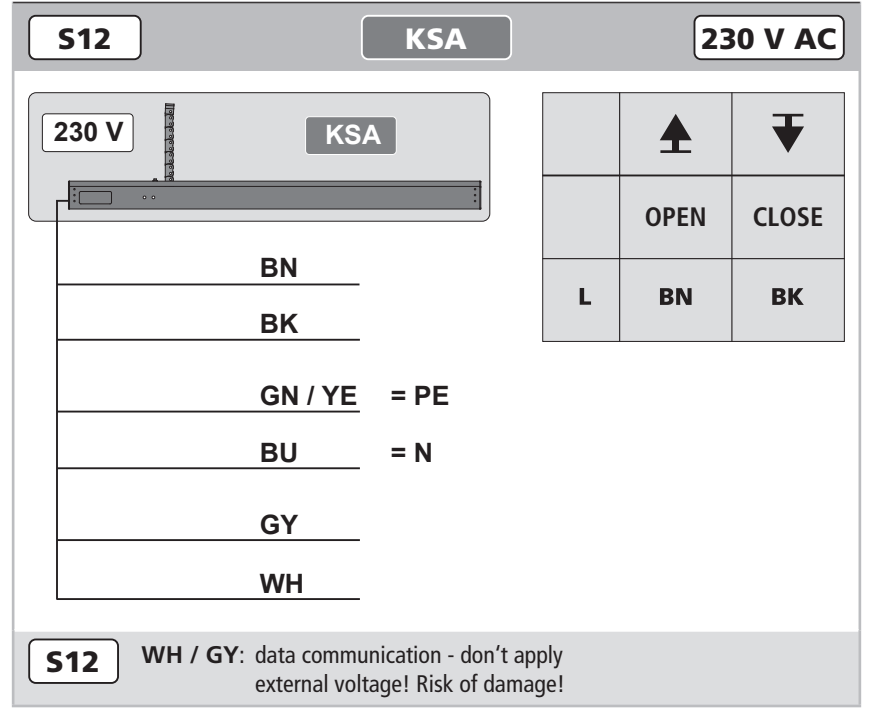 S12 KSA 230 V AC
230 V KSA
OPEN CLOSE
L BN BK
BN
BK
GN / YE = PE
BU = N
GY
WH
S12 WH / GY: data communication - don't apply
external voltage! Risk of damage!